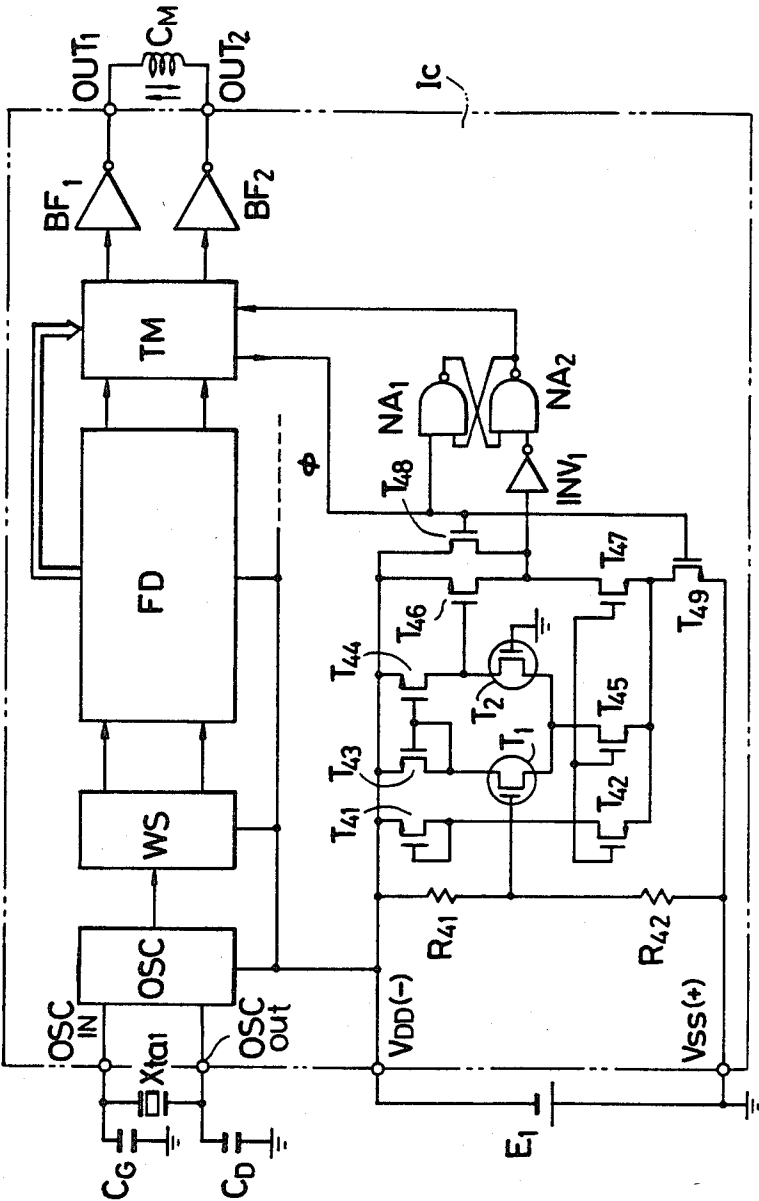 OSC IN
Xtal
OSC out
CG
CD
OSC
WS
FD
TM
BF1
BF2
OUT1
OUT2
CM
IC
Φ
NA1
NA2
INV1
T48
T46
T44
T43
T41
T2
T1
T47
T45
T42
T49
R41
R42
VDD(-)
VSS(+)
E1